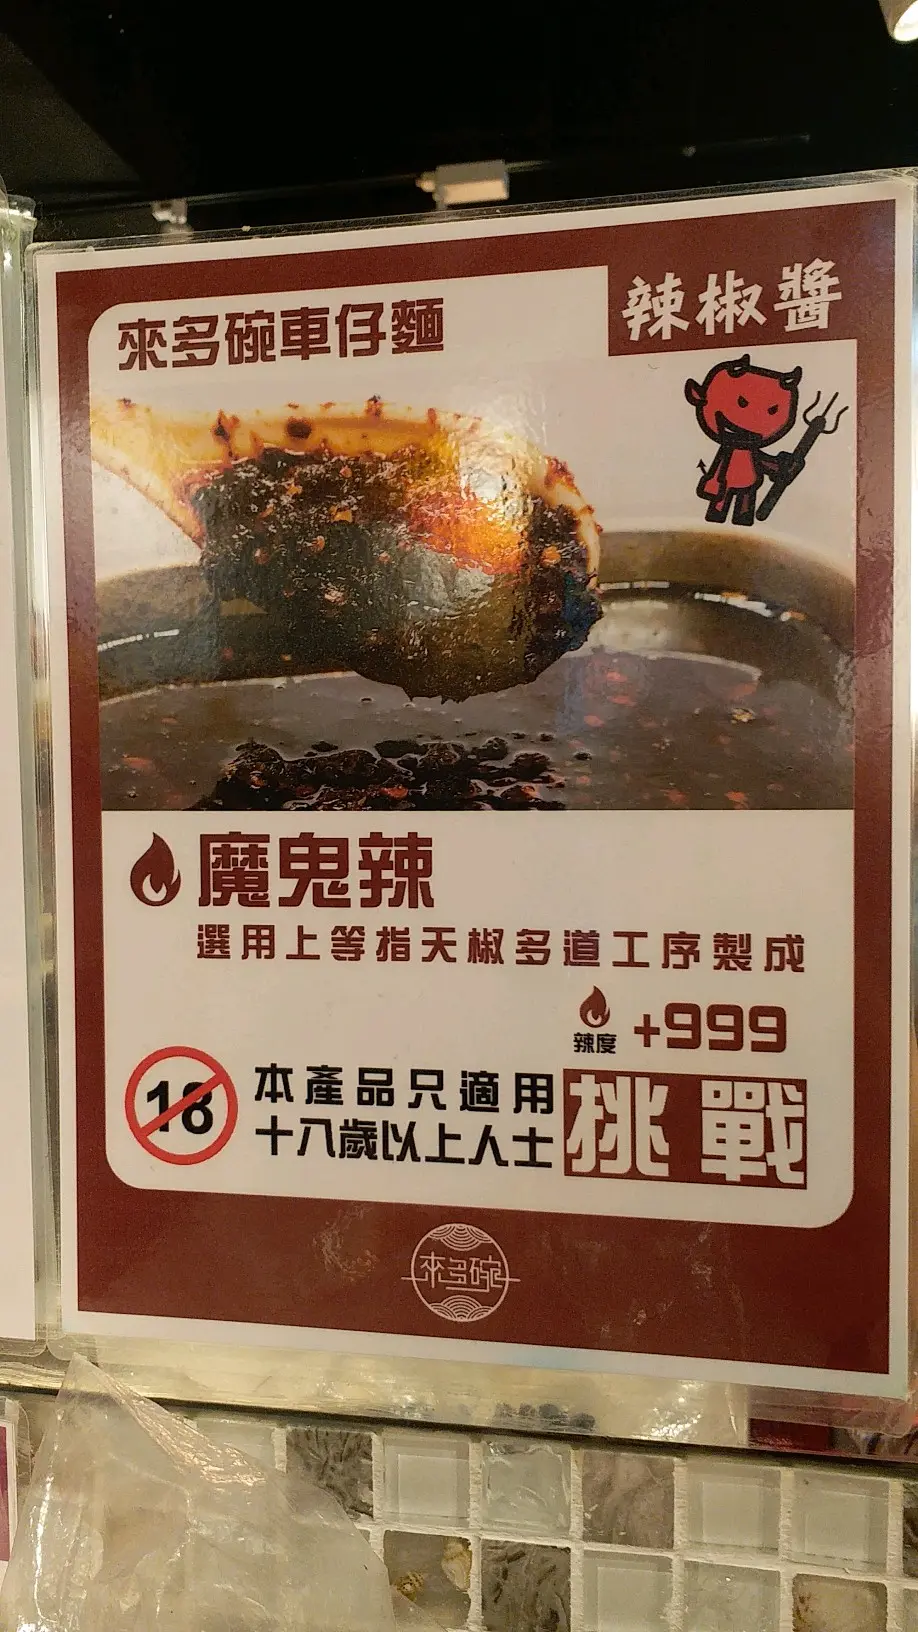 來多碗車仔麵
辣椒醬
魔鬼辣
選用上等指天椒多道工序製成
辣度 +999
18
本產品只適用
十八歲以上人士
挑戰
來多碗